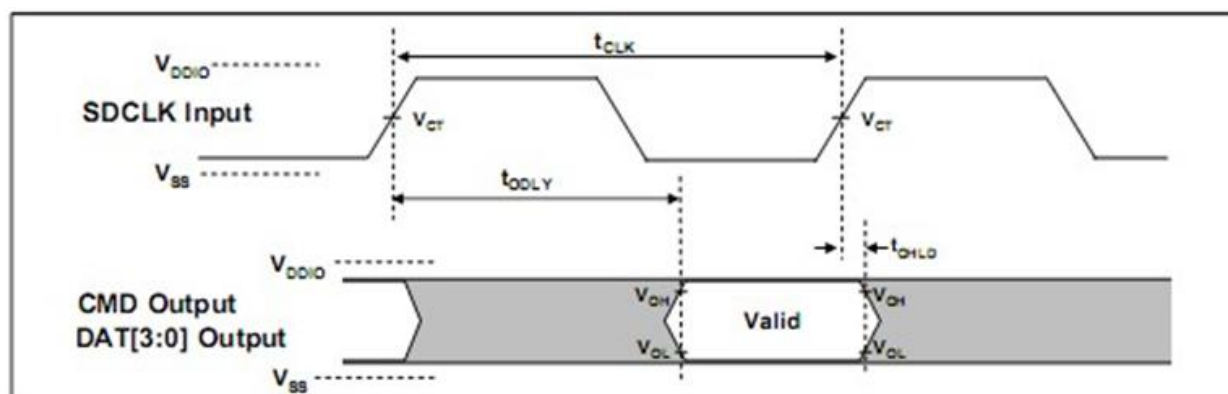 tCLK
VDDIO
SDCLK Input
VCT
VCT
VSS
tODLY
tOHLD
VDDIO
CMD Output
DAT[3:0] Output
VOH
VOH
Valid
VOL
VOL
VSS